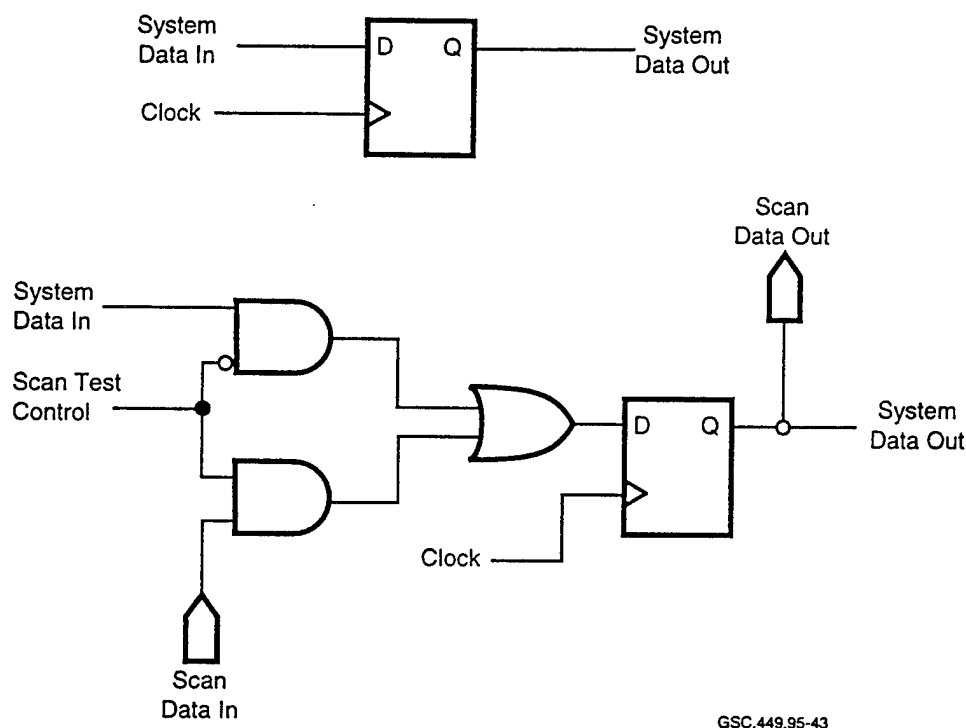 System
Data In
D
Q
System
Data Out
Clock
Scan
Data Out
System
Data In
Scan Test
Control
D
Q
System
Data Out
Clock
Scan
Data In
GSC.449.95-43